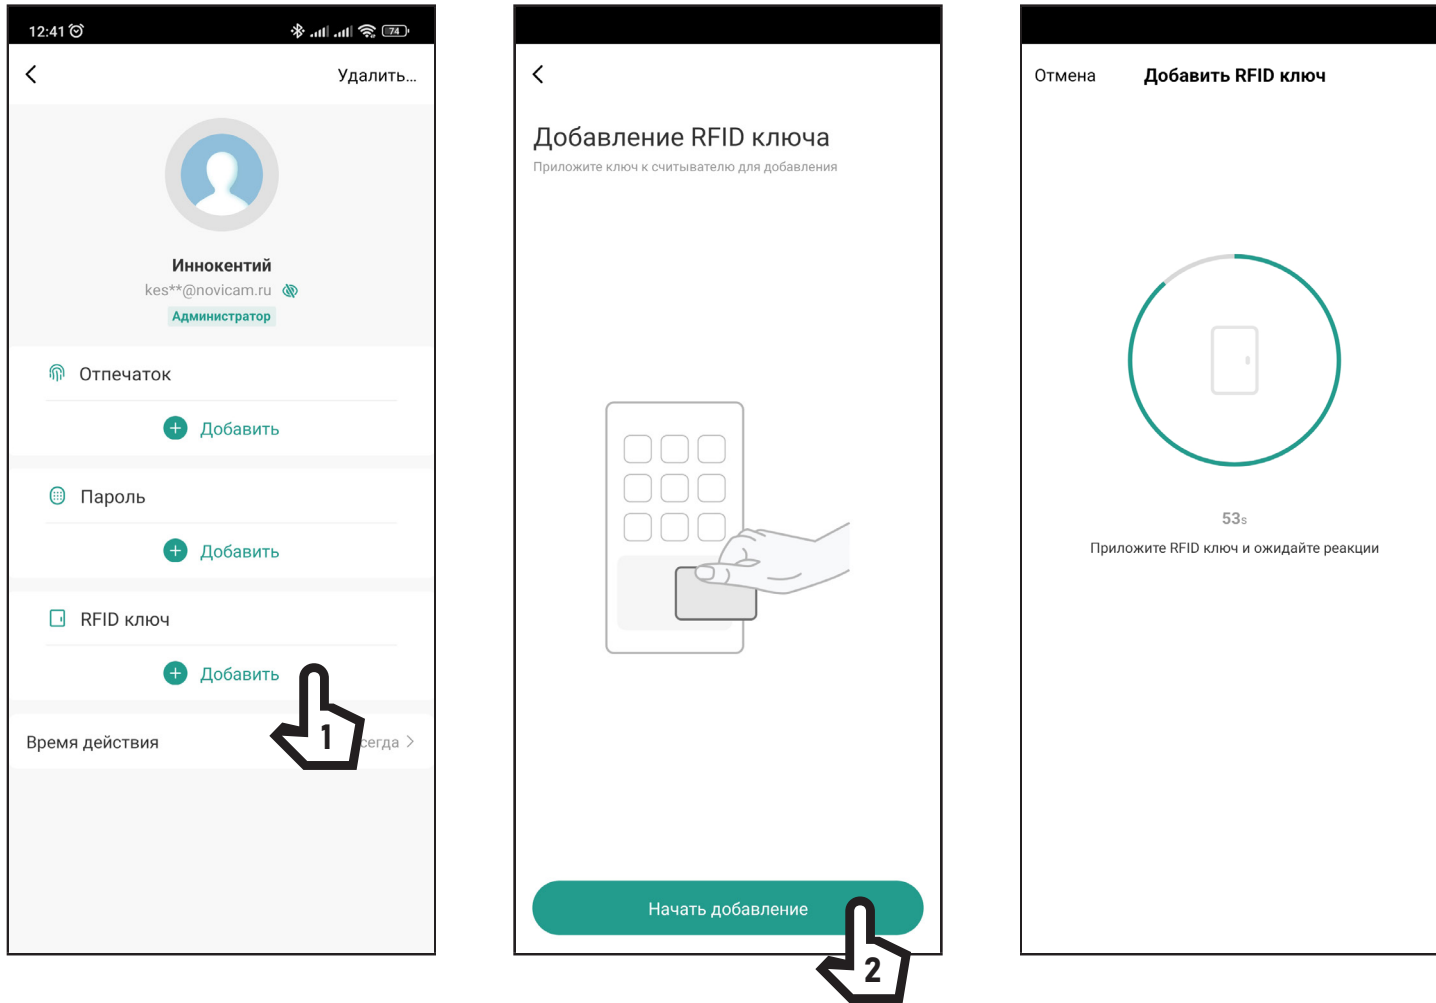 12:41
74
Удалить...
Иннокентий
kes**@novicam.ru
Администратор
Отпечаток
Добавить
Пароль
Добавить
RFID ключ
Добавить
1
Время действия
сегда
Добавление RFID ключа
Приложите ключ к считывателю для добавления
Начать добавление
2
Отмена
Добавить RFID ключ
53s
Приложите RFID ключ и ожидайте реакции